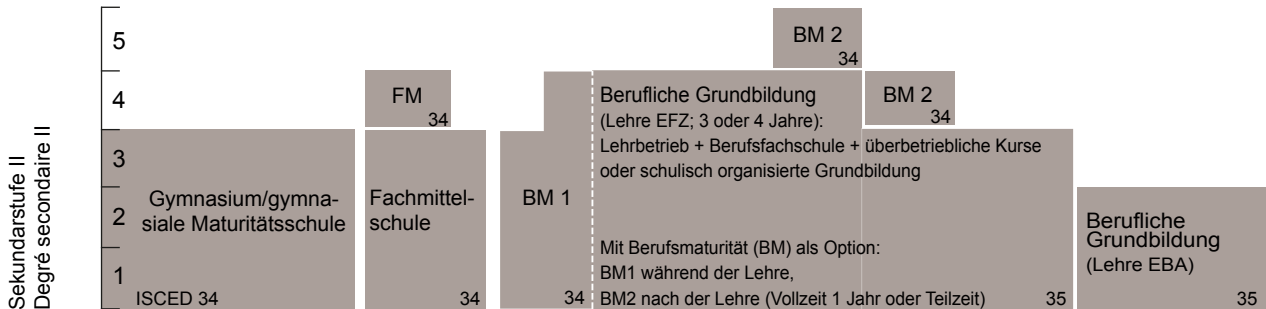 Sekundarstufe II
Degré secondaire II
5
4
3
2
1
Gymnasium/gymna-
siale Maturitätsschule
ISCED 34
FM
34
Fachmittel-
schule
34
BM 1
34
BM 2
34
BM 2
34
Berufliche Grundbildung
(Lehre EFZ; 3 oder 4 Jahre):
Lehrbetrieb + Berufsfachschule + überbetriebliche Kurse
oder schulisch organisierte Grundbildung
Mit Berufsmaturität (BM) als Option:
BM1 während der Lehre,
BM2 nach der Lehre (Vollzeit 1 Jahr oder Teilzeit)
35
Berufliche
Grundbildung
(Lehre EBA)
35